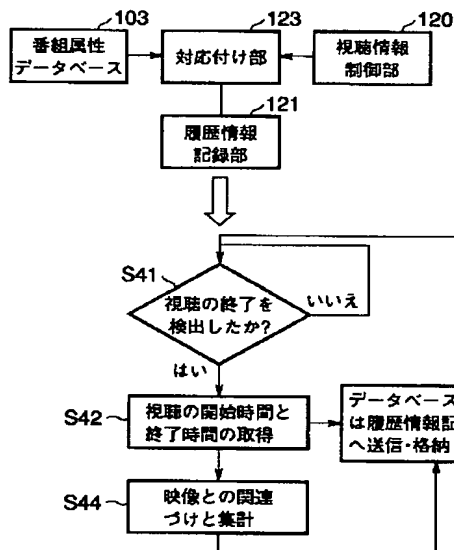 103
123
120
番組属性
データベース
対応付け部
視聴情報
制御部
121
履歴情報
記録部
S41
視聴の終了を
検出したか?
いいえ
はい
S42
視聴の開始時間と
終了時間の取得
データベース
は履歴情報記
へ送信・格納
S44
映像との関連
づけと集計